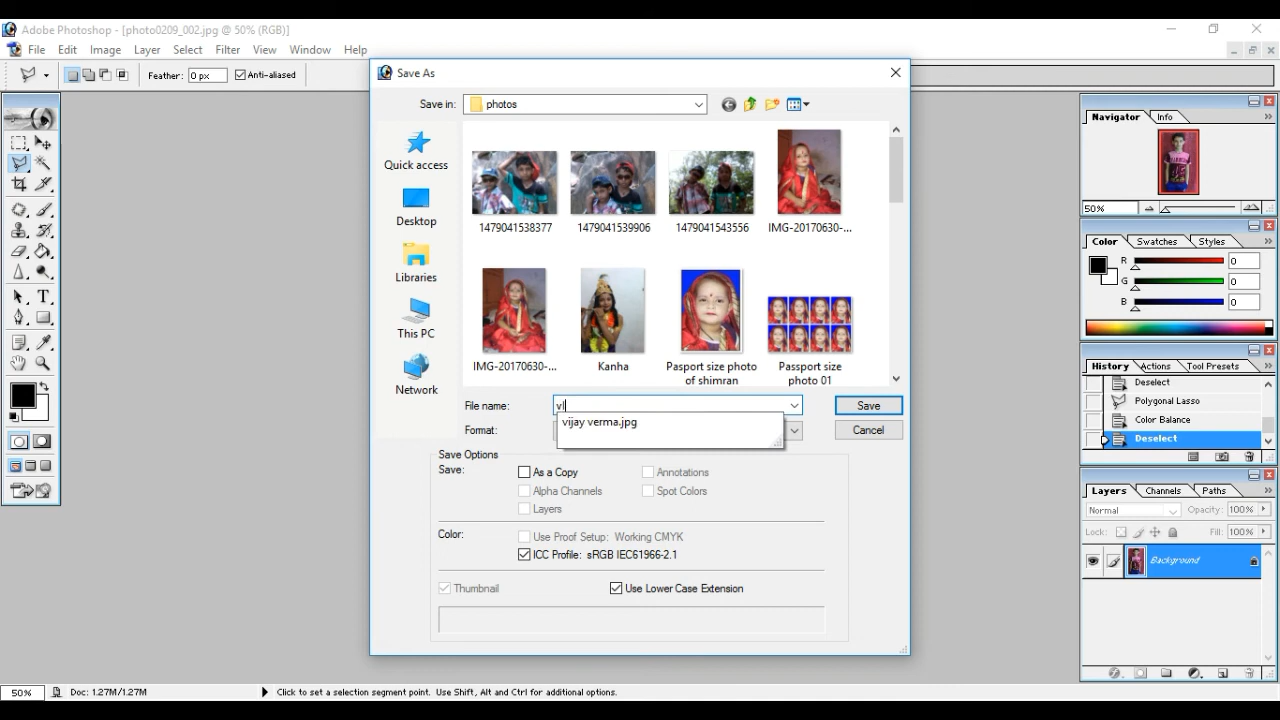 Adobe Photoshop - [photo0209_002.jpg @ 50% (RGB)]
File Edit Image Layer Select Filter View Window Help
Feather: 0 px Anti-aliased
Save As
Save in: photos
Quick access
Desktop
Libraries
This PC
Network
1479041538377 1479041539906 1479041543556 IMG-20170630-...
IMG-20170630-... Kanha Pasport size photo of shimran Passport size photo 01
File name: vi Save
vijay verma.jpg
Format: Cancel
Save Options
Save: As a Copy Annotations
Alpha Channels Spot Colors
Layers
Color: Use Proof Setup: Working CMYK
ICC Profile: sRGB IEC61966-2.1
Thumbnail Use Lower Case Extension
Navigator Info
50%
Color Swatches Styles
R 0
G 0
B 0
History Actions Tool Presets
Deselect
Polygonal Lasso
Color Balance
Deselect
Layers Channels Paths
Normal Opacity: 100%
Lock: Fill: 100%
Background
50% Doc: 1.27M/1.27M Click to set a selection segment point. Use Shift, Alt and Ctrl for additional options.